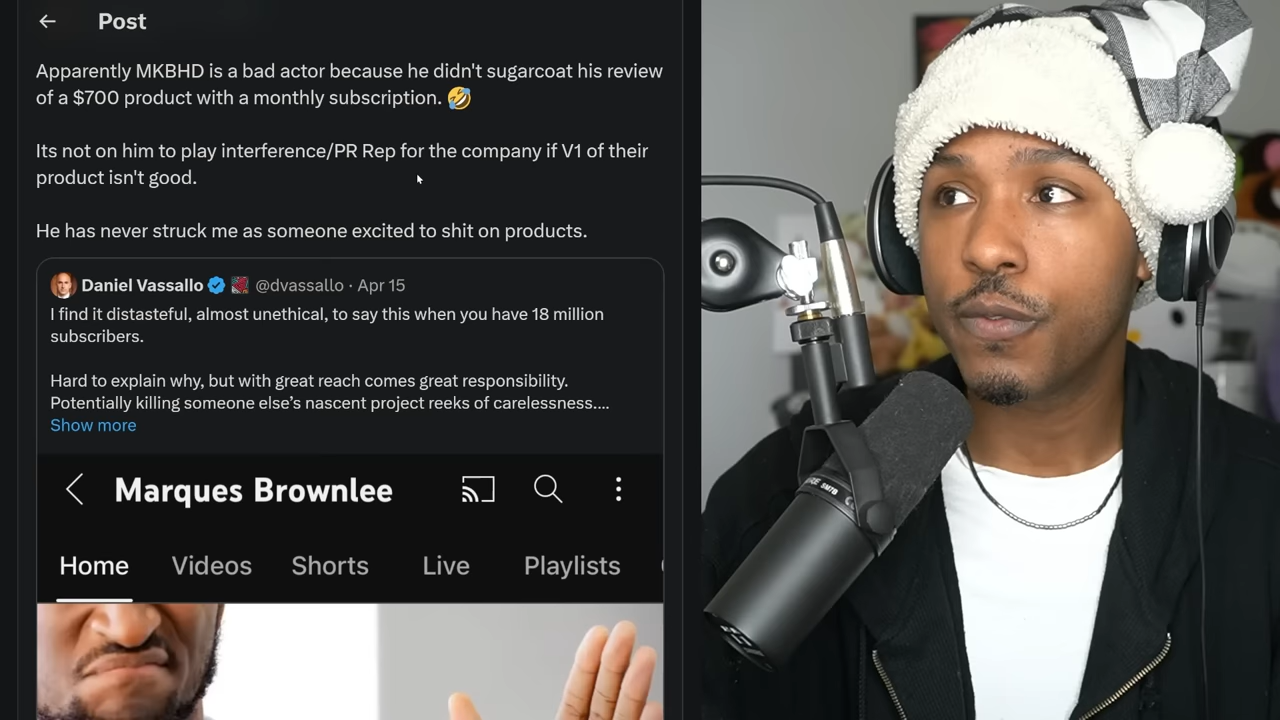 Post
Apparently MKBHD is a bad actor because he didn't sugarcoat his review
of a $700 product with a monthly subscription. 🤣
Its not on him to play interference/PR Rep for the company if V1 of their
product isn't good.
He has never struck me as someone excited to shit on products.
Daniel Vassallo @dvassallo · Apr 15
I find it distasteful, almost unethical, to say this when you have 18 million
subscribers.
Hard to explain why, but with great reach comes great responsibility.
Potentially killing someone else’s nascent project reeks of carelessness....
Show more
Marques Brownlee
Home Videos Shorts Live Playlists
SM7B